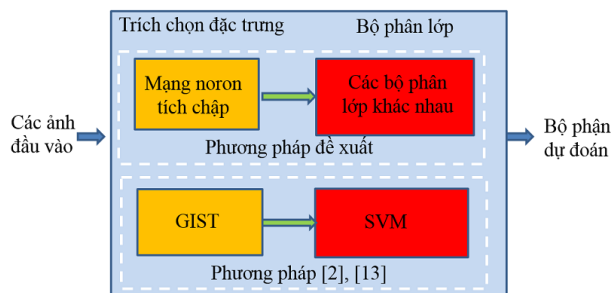 Trích chọn đặc trưng
Bộ phân lớp
Mạng noron
tích chập
Các bộ phân
lớp khác nhau
Phương pháp đề xuất
Các ảnh
đầu vào
Bộ phận
dự đoán
GIST
SVM
Phương pháp [2], [13]